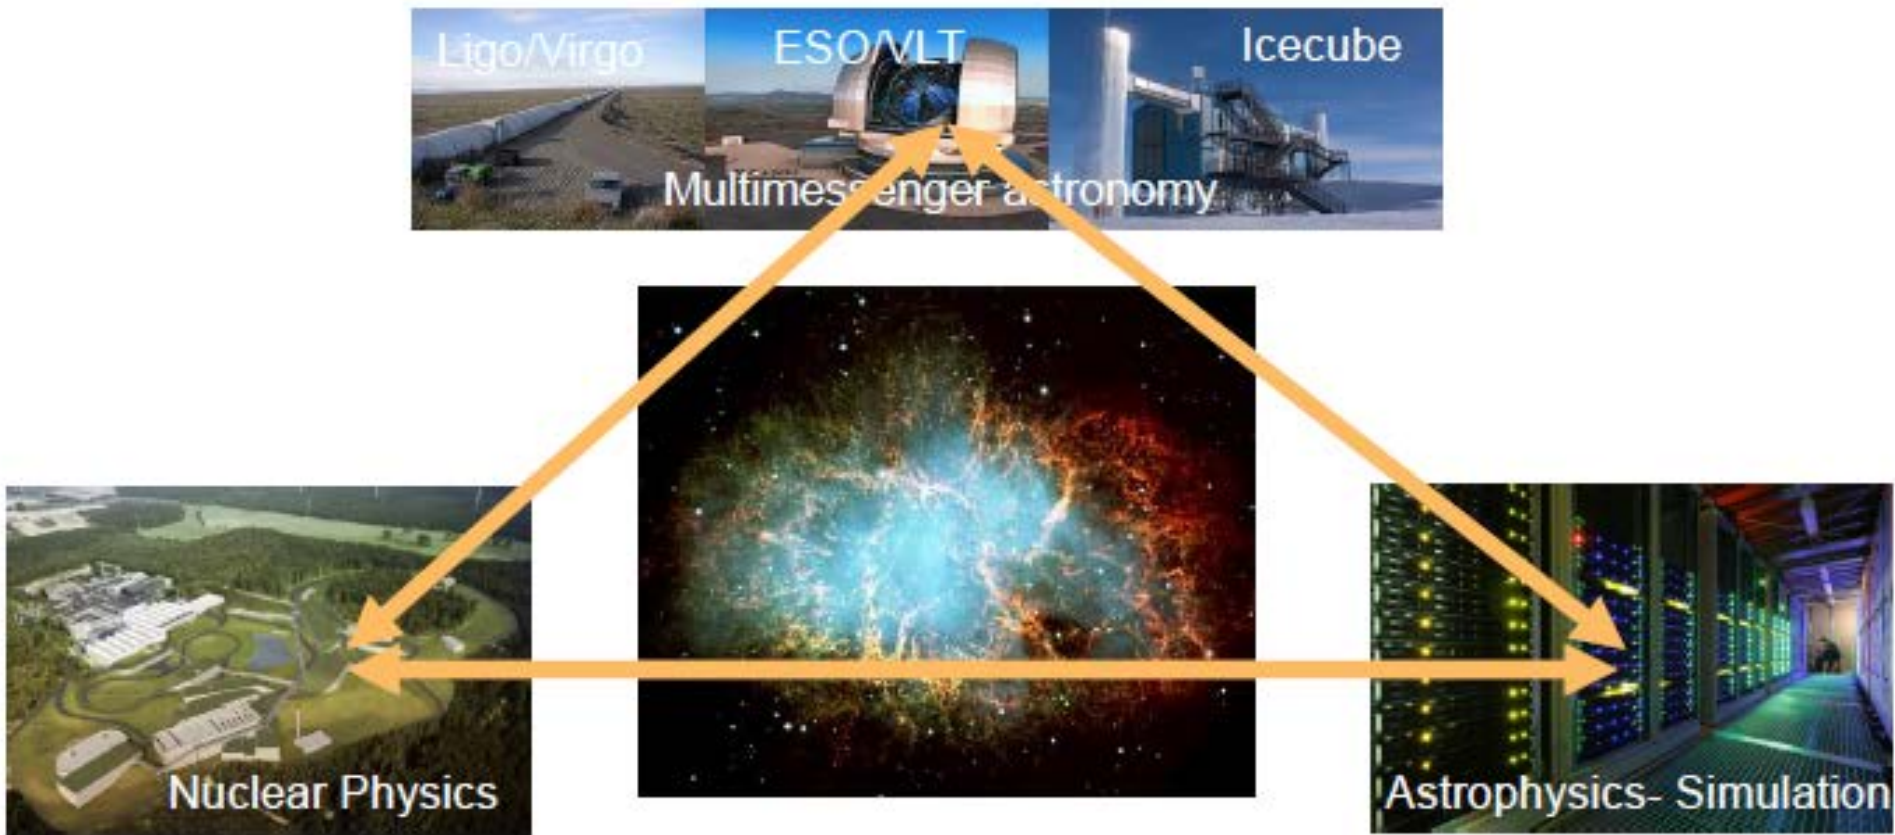 Ligo/Virgo
ESO/VLT
Icecube
Multimessenger astronomy
Nuclear Physics
Astrophysics- Simulation